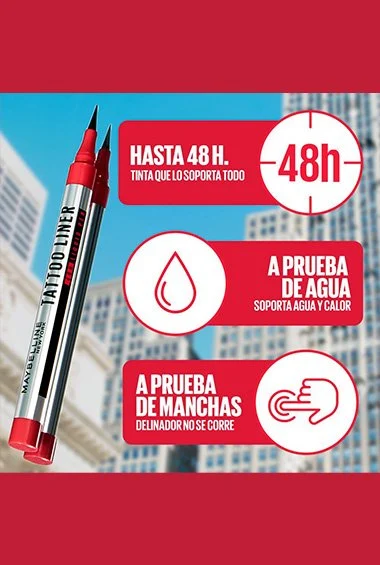 HASTA 48 H.
TINTA QUE LO SOPORTA TODO
48h
A PRUEBA
DE AGUA
SOPORTA AGUA Y CALOR
A PRUEBA
DE MANCHAS
DELINADOR NO SE CORRE
MAYBELLINE
NEW YORK
TATTOO LINER